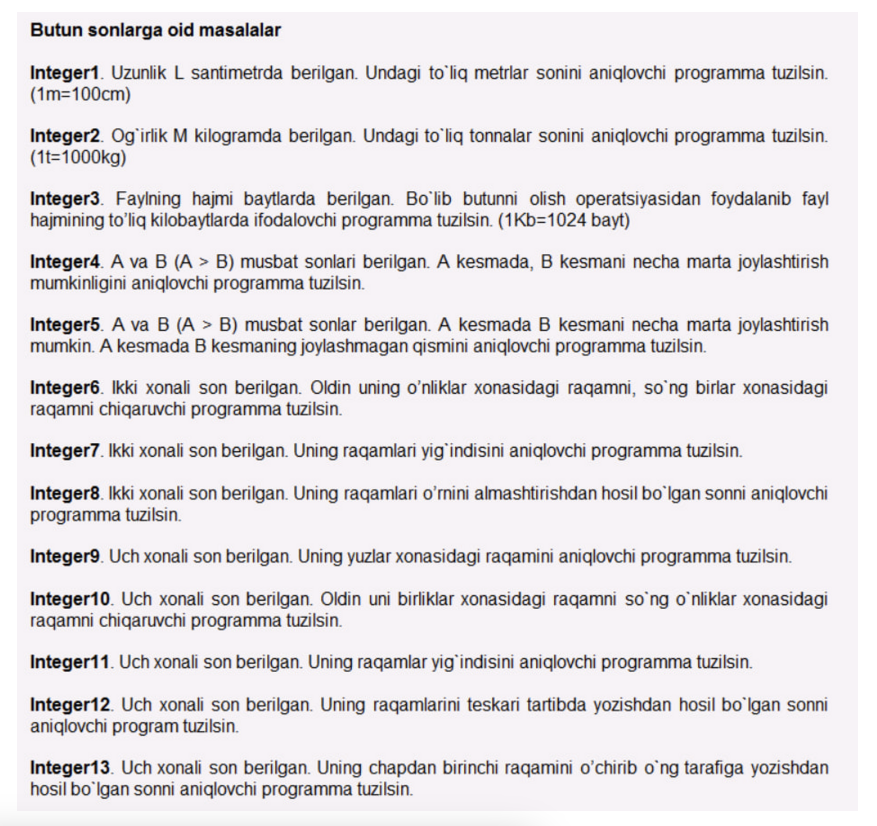 Butun sonlarga oid masalalar
Integer1. Uzunlik L santimetrda berilgan. Undagi to`liq metrlar sonini aniqlovchi programma tuzilsin.
(1m=100cm)
Integer2. Og`irlik M kilogramda berilgan. Undagi to`liq tonnalar sonini aniqlovchi programma tuzilsin.
(1t=1000kg)
Integer3. Faylning hajmi baytlarda berilgan. Bo`lib butunni olish operatsiyasidan foydalanib fayl
hajmining to’liq kilobaytlarda ifodalovchi programma tuzilsin. (1Kb=1024 bayt)
Integer4. A va B (A > B) musbat sonlari berilgan. A kesmada, B kesmani necha marta joylashtirish
mumkinligini aniqlovchi programma tuzilsin.
Integer5. A va B (A > B) musbat sonlar berilgan. A kesmada B kesmani necha marta joylashtirish
mumkin. A kesmada B kesmaning joylashmagan qismini aniqlovchi programma tuzilsin.
Integer6. Ikki xonali son berilgan. Oldin uning o’nliklar xonasidagi raqamni, so`ng birlar xonasidagi
raqamni chiqaruvchi programma tuzilsin.
Integer7. Ikki xonali son berilgan. Uning raqamlari yig`indisini aniqlovchi programma tuzilsin.
Integer8. Ikki xonali son berilgan. Uning raqamlari o’rnini almashtirishdan hosil bo`lgan sonni aniqlovchi
programma tuzilsin.
Integer9. Uch xonali son berilgan. Uning yuzlar xonasidagi raqamini aniqlovchi programma tuzilsin.
Integer10. Uch xonali son berilgan. Oldin uni birliklar xonasidagi raqamni so`ng o`nliklar xonasidagi
raqamni chiqaruvchi programma tuzilsin.
Integer11. Uch xonali son berilgan. Uning raqamlar yig`indisini aniqlovchi programma tuzilsin.
Integer12. Uch xonali son berilgan. Uning raqamlarini teskari tartibda yozishdan hosil bo`lgan sonni
aniqlovchi program tuzilsin.
Integer13. Uch xonali son berilgan. Uning chapdan birinchi raqamini o’chirib o`ng tarafiga yozishdan
hosil bo`lgan sonni aniqlovchi programma tuzilsin.